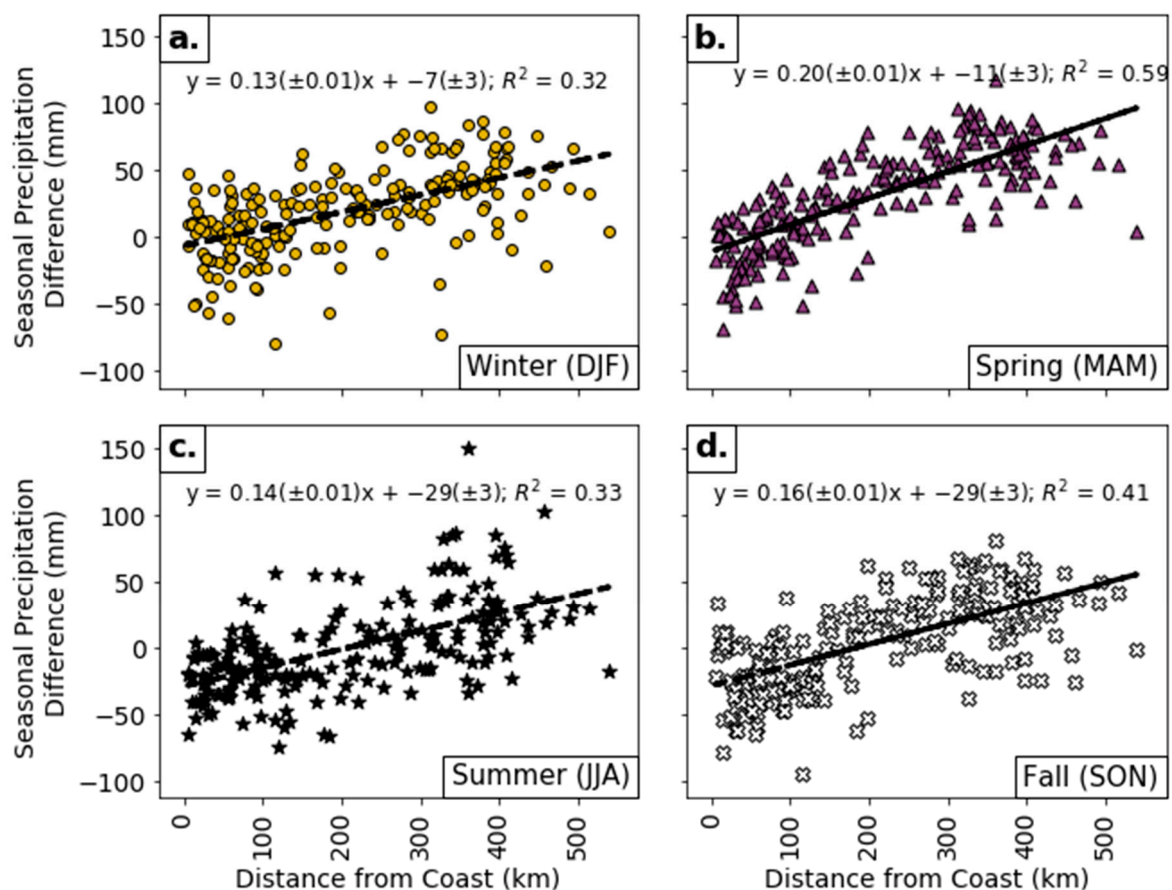 a.
y = 0.13(±0.01)x + −7(±3); R² = 0.32
150
100
50
0
−50
−100
Seasonal Precipitation
Difference (mm)
Winter (DJF)
b.
y = 0.20(±0.01)x + −11(±3); R² = 0.59
Spring (MAM)
c.
y = 0.14(±0.01)x + −29(±3); R² = 0.33
150
100
50
0
−50
−100
Seasonal Precipitation
Difference (mm)
Summer (JJA)
0
100
200
300
400
500
Distance from Coast (km)
d.
y = 0.16(±0.01)x + −29(±3); R² = 0.41
Fall (SON)
0
100
200
300
400
500
Distance from Coast (km)